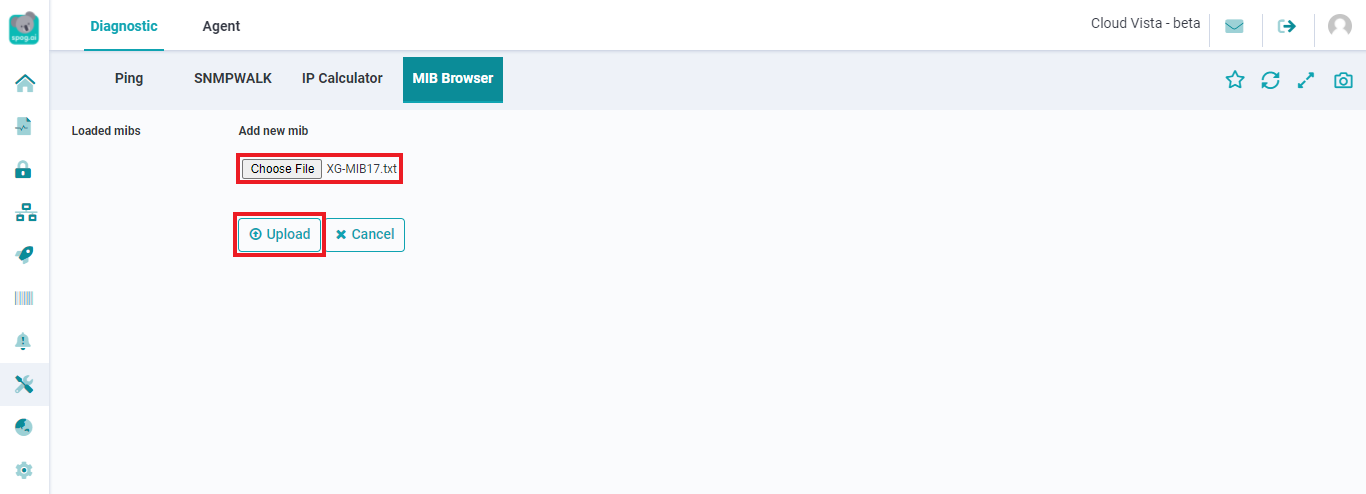 spog.ai
Diagnostic Agent Cloud Vista - beta
Ping SNMPWALK IP Calculator MIB Browser
Loaded mibs Add new mib
Choose File XG-MIB17.txt
Upload Cancel